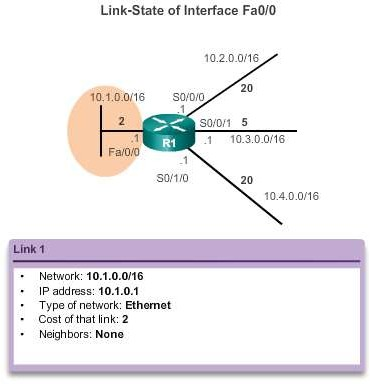 Link-State of Interface Fa0/0
10.2.0.0/16
20
10.1.0.0/16
S0/0/0
.1
2
S0/0/1
5
.1
R1
.1
10.3.0.0/16
Fa/0/0
.1
S0/1/0
20
10.4.0.0/16
Link 1
• Network: 10.1.0.0/16
• IP address: 10.1.0.1
• Type of network: Ethernet
• Cost of that link: 2
• Neighbors: None